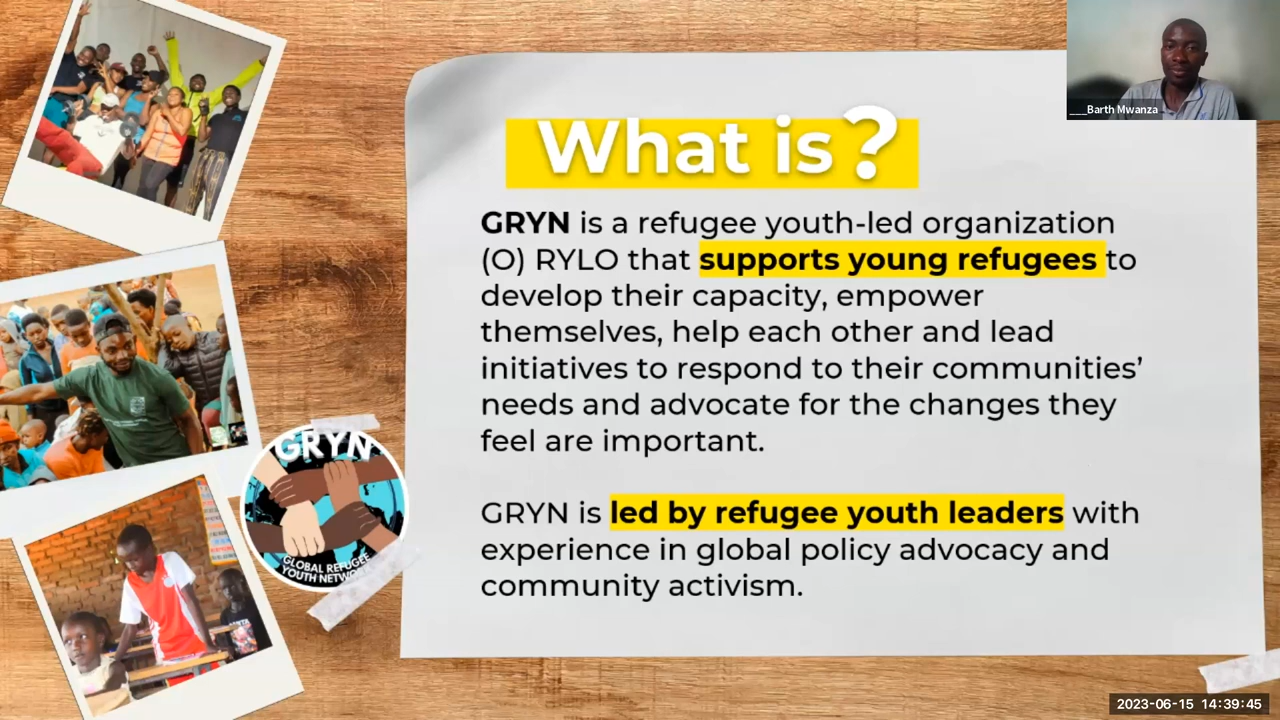 ___Barth Mwanza
What is ?
GRYN is a refugee youth-led organization
(O) RYLO that supports young refugees to
develop their capacity, empower
themselves, help each other and lead
initiatives to respond to their communities’
needs and advocate for the changes they
feel are important.
GRYN is led by refugee youth leaders with
experience in global policy advocacy and
community activism.
GRYN
GLOBAL REFUGEE
YOUTH NETWORK
2023-06-15 14:39:45